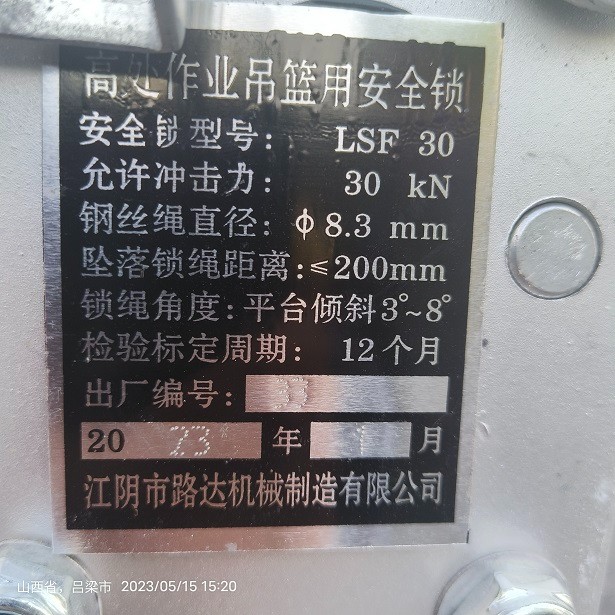 高处作业吊篮用安全锁
安全锁型号: LSF 30
允许冲击力: 30 kN
钢丝绳直径: ф8.3 mm
坠落锁绳距离:≤200mm
锁绳角度:平台倾斜3°~8°
检验标定周期: 12个月
出厂编号:
20 23 年 1 月
江阴市路达机械制造有限公司
山西省，吕梁市 2023/05/15 15:20